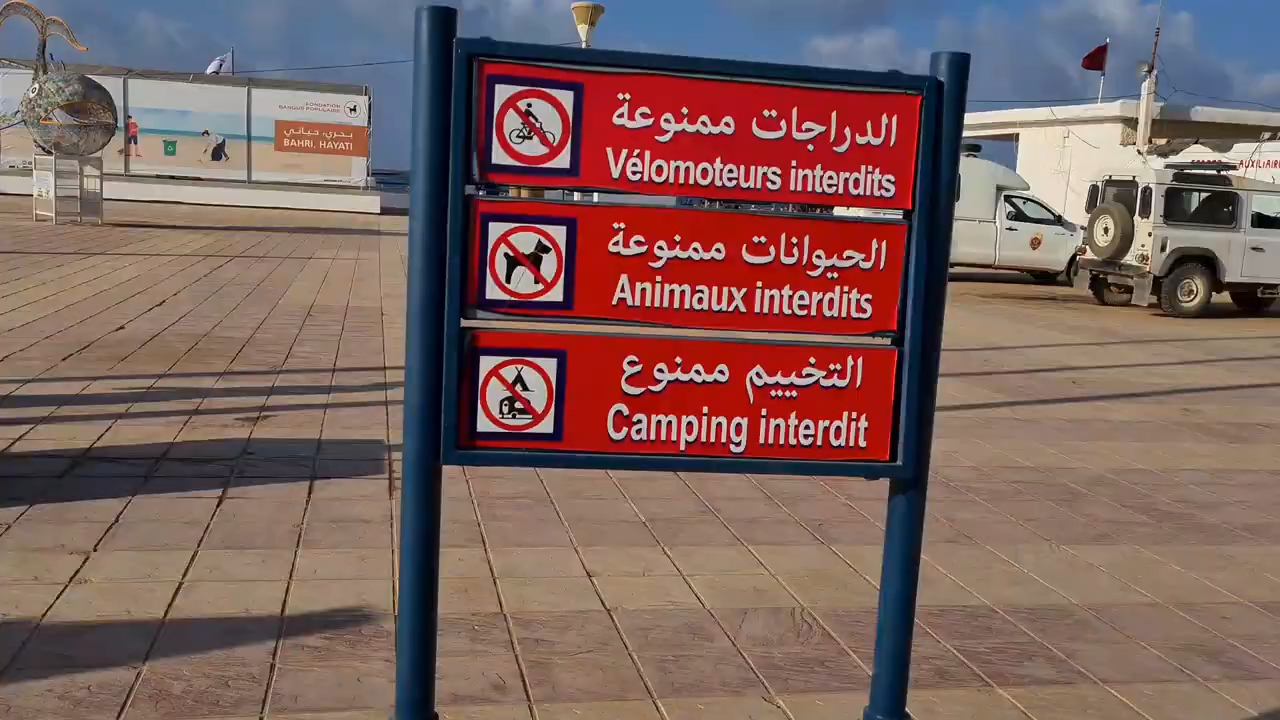 FONDATION
BANQUE POPULAIRE
بحري، حياتي
BAHRI, HAYATI
الدراجات ممنوعة
Vélomoteurs interdits
الحيوانات ممنوعة
Animaux interdits
التخييم ممنوع
Camping interdit
AUXILIAIRE